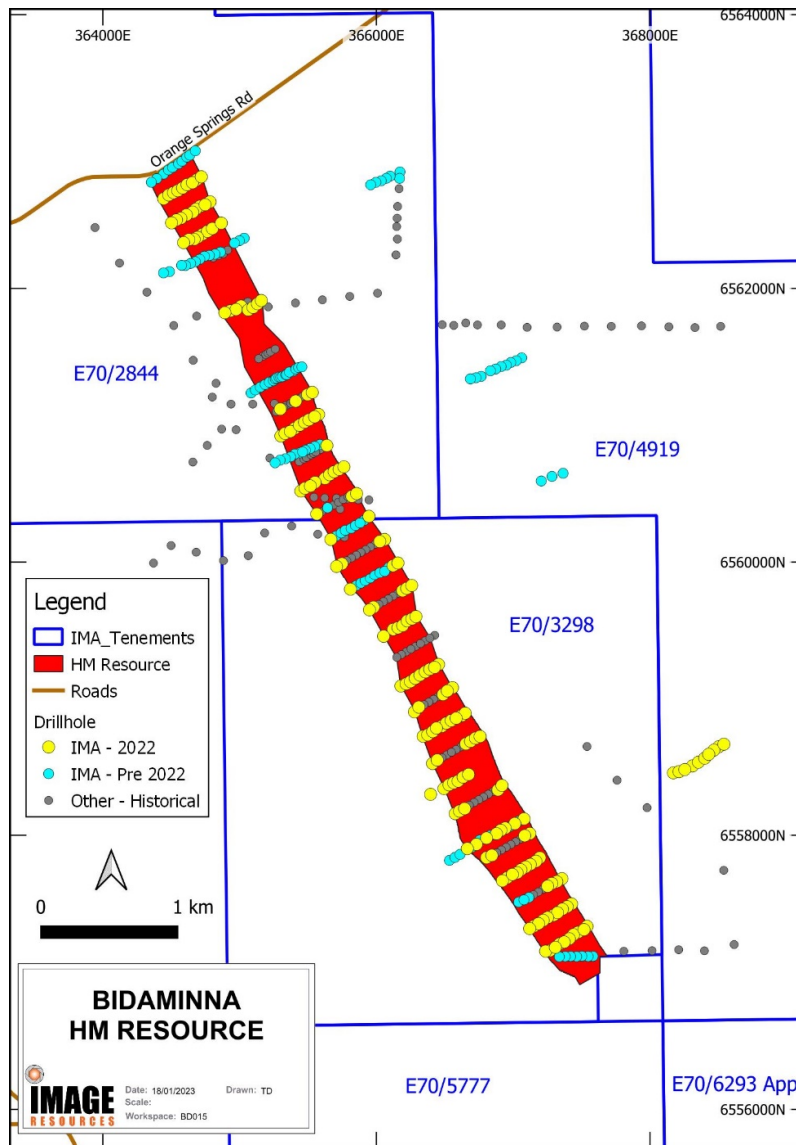 364000E
366000E
368000E
6564000N
Orange Springs Rd
6562000N
E70/2844
E70/4919
6560000N
Legend
IMA_Tenements
HM Resource
Roads
Drillhole
IMA - 2022
IMA - Pre 2022
Other - Historical
E70/3298
6558000N
0
1 km
BIDAMINNA
HM RESOURCE
IMAGE
RESOURCES
Date: 18/01/2023
Drawn: TD
Scale:
Workspace: BD015
E70/5777
E70/6293 App
6556000N